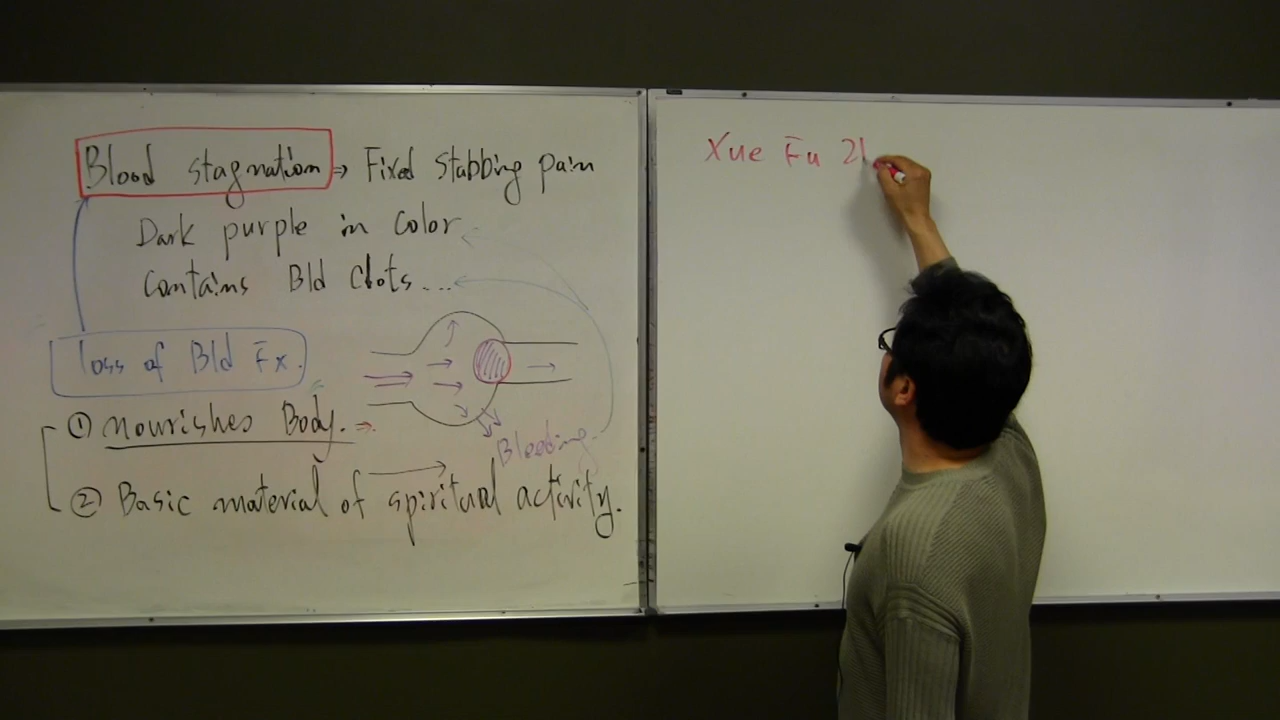 Blood stagnation ⇒ Fixed stabbing pain
Dark purple in color
Contains Bld Clots...
loss of Bld Fx.
① nourishes Body. →
Bleeding
② Basic material of spiritual activity.
Xue Fu Zh